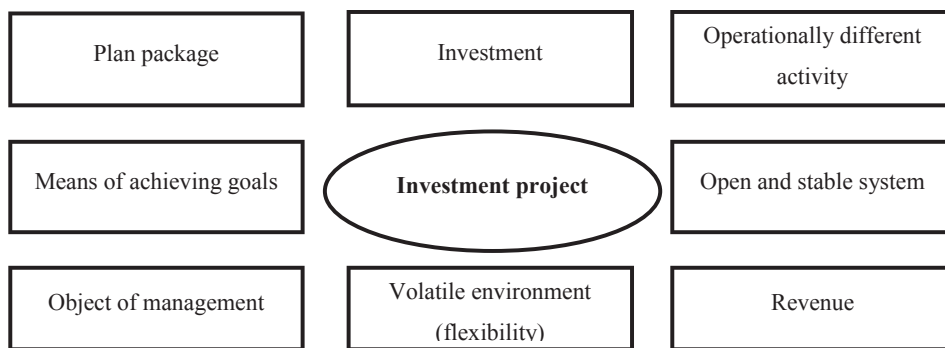 Plan package
Investment
Operationally different
activity
Means of achieving goals
Investment project
Open and stable system
Object of management
Volatile environment
(flexibility)
Revenue